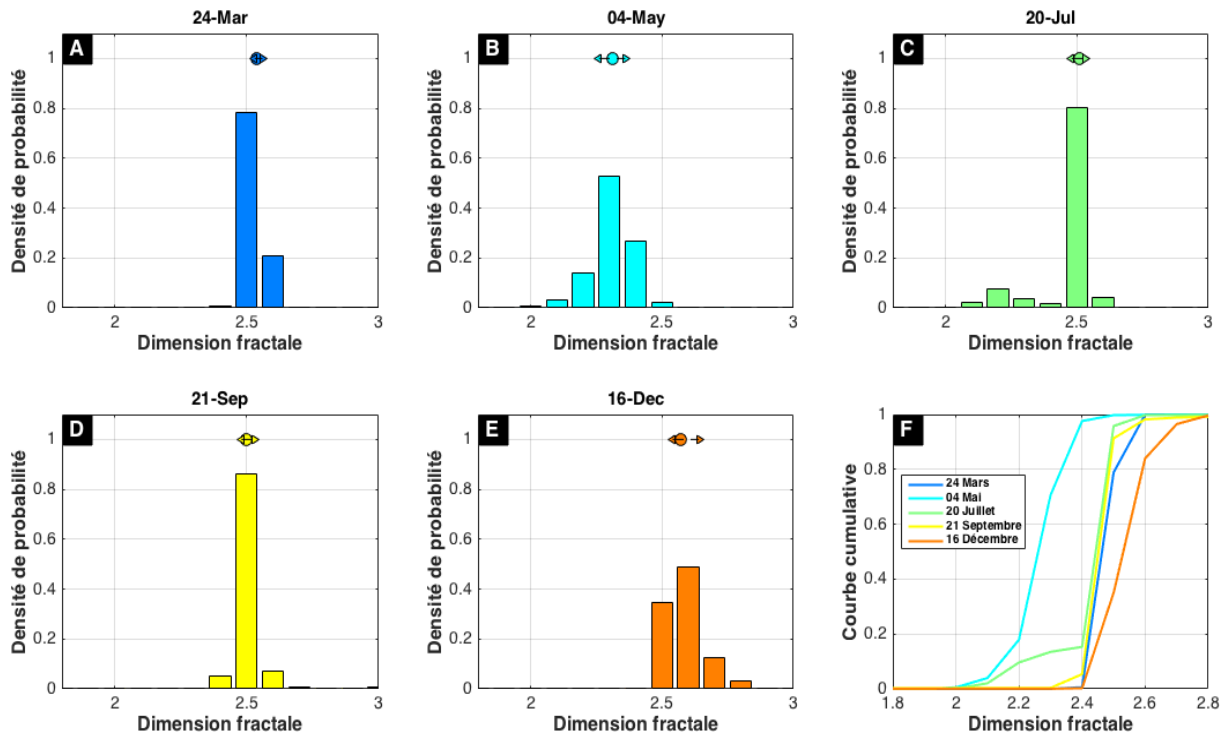 24-Mar
A
Densité de probabilité
1
0.8
0.6
0.4
0.2
0
2
2.5
3
Dimension fractale
04-May
B
Densité de probabilité
1
0.8
0.6
0.4
0.2
0
2
2.5
3
Dimension fractale
20-Jul
C
Densité de probabilité
1
0.8
0.6
0.4
0.2
0
2
2.5
3
Dimension fractale
21-Sep
D
Densité de probabilité
1
0.8
0.6
0.4
0.2
0
2
2.5
3
Dimension fractale
16-Dec
E
Densité de probabilité
1
0.8
0.6
0.4
0.2
0
2
2.5
3
Dimension fractale
F
Courbe cumulative
1
0.8
0.6
0.4
0.2
0
24 Mars
04 Mai
20 Juillet
21 Septembre
16 Décembre
1.8
2.0
2.2
2.4
2.6
2.8
Dimension fractale